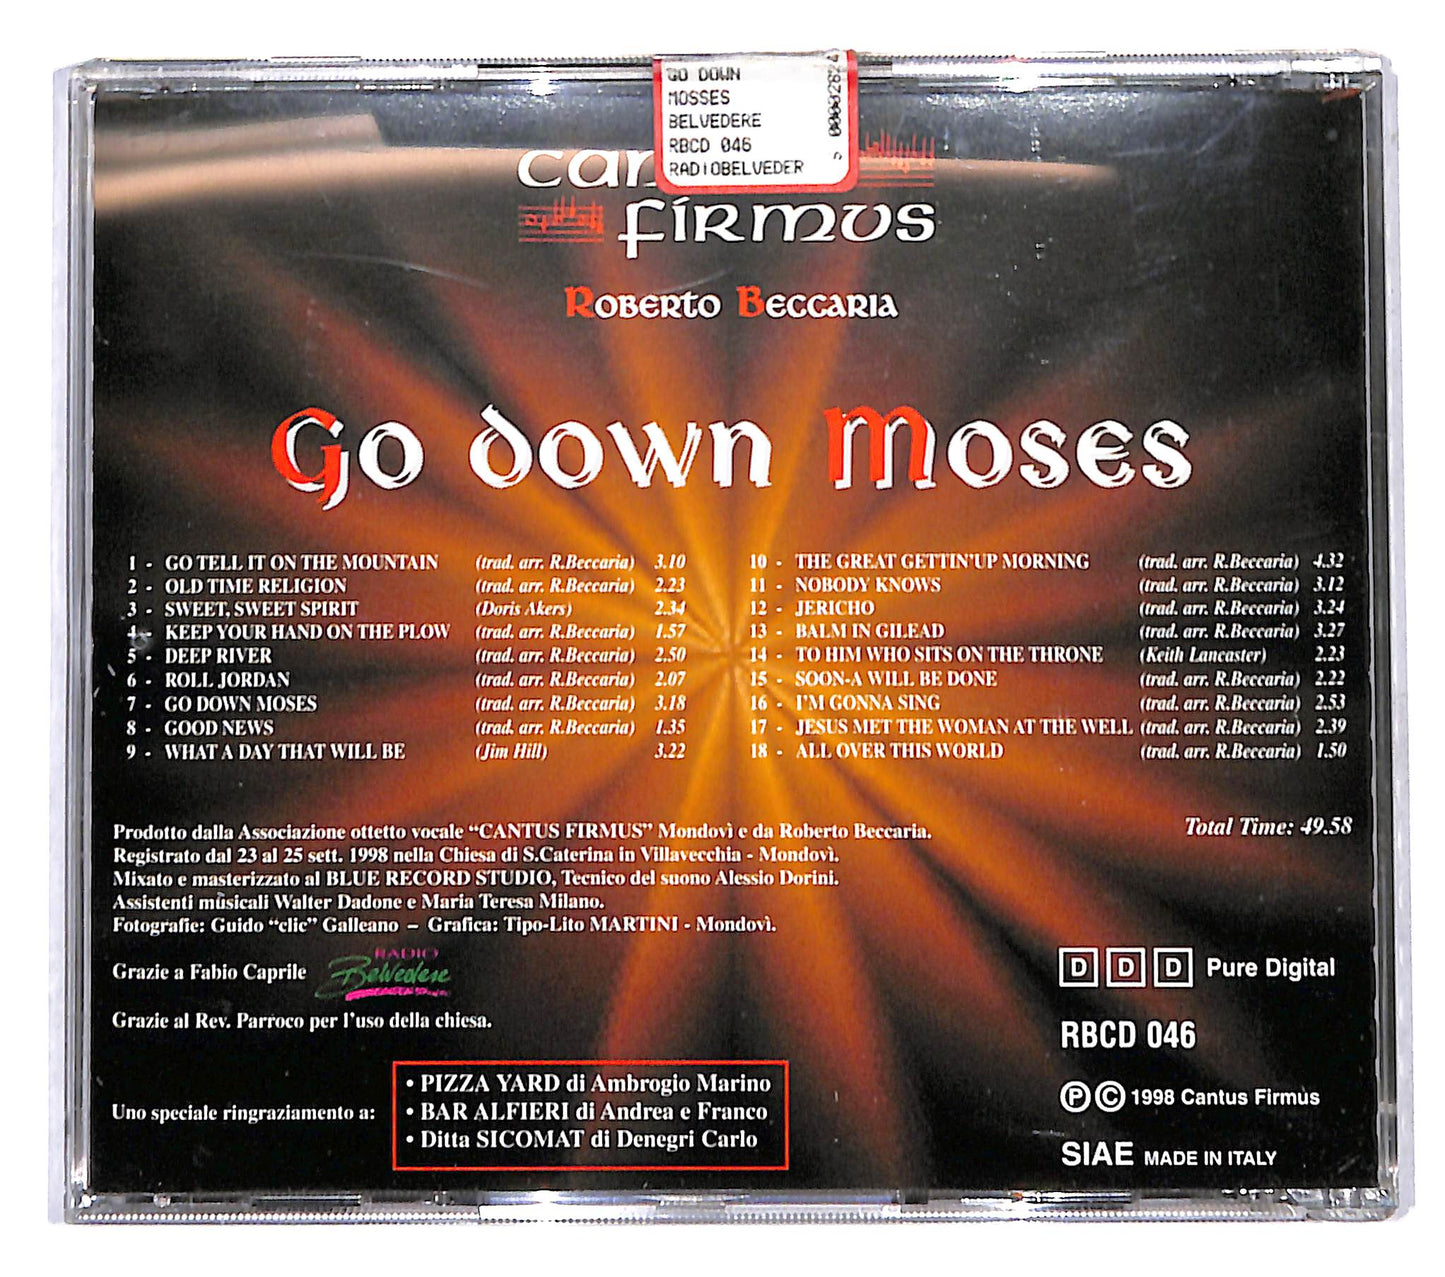 GO DOWN
MOSSES
BELVEDERE
RBCD 046
RADIOBELVEDER
FIRMUS
ROBERTO BECCARIA
GO DOWN MOSES
1 - GO TELL IT ON THE MOUNTAIN (trad. arr. R.Beccaria) 3.10
2 - OLD TIME RELIGION (trad. arr. R.Beccaria) 2.23
3 - SWEET, SWEET SPIRIT (Doris Akers) 2.34
4 - KEEP YOUR HAND ON THE PLOW (trad. arr. R.Beccaria) 1.57
5 - DEEP RIVER (trad. arr. R.Beccaria) 2.50
6 - ROLL JORDAN (trad. arr. R.Beccaria) 2.07
7 - GO DOWN MOSES (trad. arr. R.Beccaria) 3.18
8 - GOOD NEWS (trad. arr. R.Beccaria) 1.35
9 - WHAT A DAY THAT WILL BE (Jim Hill) 3.22
10 - THE GREAT GETTIN'UP MORNING (trad. arr. R.Beccaria) 4.32
11 - NOBODY KNOWS (trad. arr. R.Beccaria) 3.12
12 - JERICHO (trad. arr. R.Beccaria) 3.24
13 - BALM IN GILEAD (trad. arr. R.Beccaria) 3.27
14 - TO HIM WHO SITS ON THE THRONE (Keith Lancaster) 2.23
15 - SOON-A WILL BE DONE (trad. arr. R.Beccaria) 2.22
16 - I'M GONNA SING (trad. arr. R.Beccaria) 2.53
17 - JESUS MET THE WOMAN AT THE WELL (trad. arr. R.Beccaria) 2.39
18 - ALL OVER THIS WORLD (trad. arr. R.Beccaria) 1.50
Total Time: 49.58
Prodotto dalla Associazione ottetto vocale “CANTUS FIRMUS” Mondovì e da Roberto Beccaria.
Registrato dal 23 al 25 sett. 1998 nella Chiesa di S.Caterina in Villavecchia - Mondovì.
Mixato e masterizzato al BLUE RECORD STUDIO, Tecnico del suono Alessio Dorini.
Assistenti musicali Walter Dadone e Maria Teresa Milano.
Fotografie: Guido “clic” Galleano – Grafica: Tipo-Lito MARTINI - Mondovì.
Grazie a Fabio Caprile RADIO Belvedere
Grazie al Rev. Parroco per l'uso della chiesa.
Uno speciale ringraziamento a:
• PIZZA YARD di Ambrogio Marino
• BAR ALFIERI di Andrea e Franco
• Ditta SICOMAT di Denegri Carlo
D D D Pure Digital
RBCD 046
Ⓟ © 1998 Cantus Firmus
SIAE MADE IN ITALY